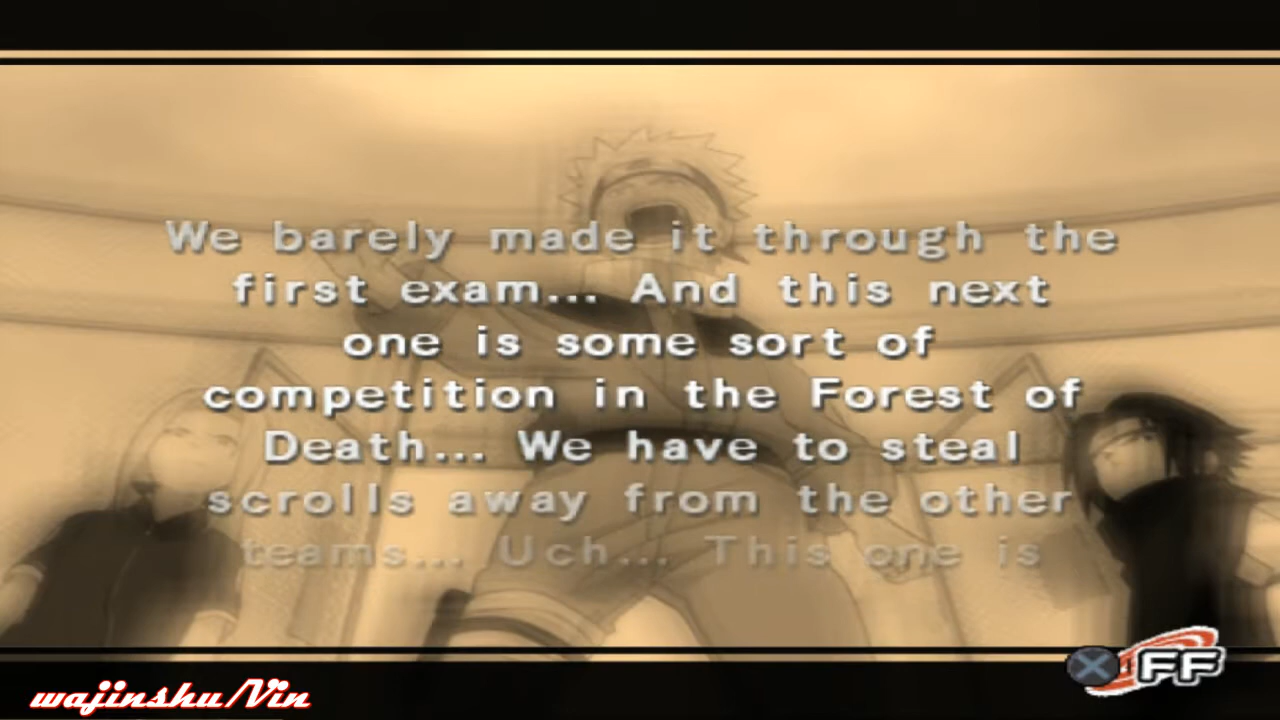 We barely made it through the
first exam... And this next
one is some sort of
competition in the Forest of
Death... We have to steal
scrolls away from the other
teams... Uch... This one is
FF
wajinshu/Vin